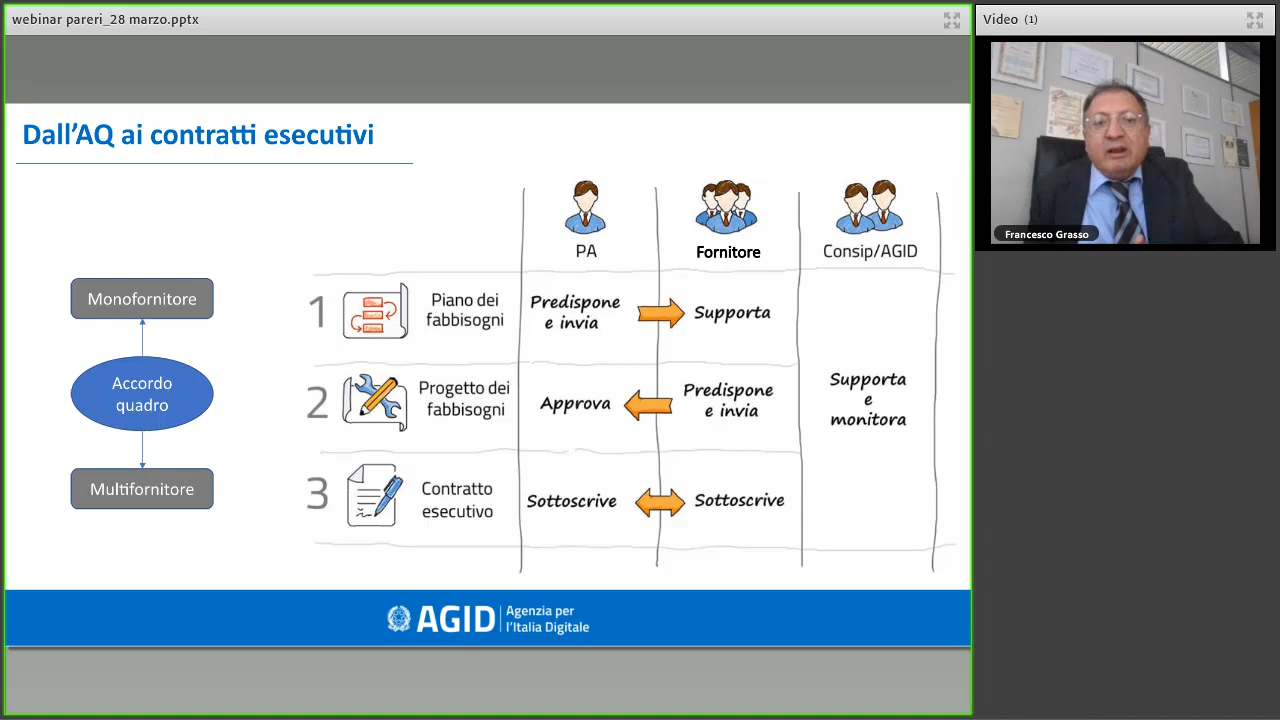 webinar pareri_28 marzo.pptx
Video (1)
Francesco Grasso
Dall'AQ ai contratti esecutivi
Monofornitore
Accordo
quadro
Multifornitore
PA
Fornitore
Consip/AGID
1
Piano dei
fabbisogni
Predispone
e invia
Supporta
2
Progetto dei
fabbisogni
Approva
Predispone
e invia
Supporta
e
monitora
3
Contratto
esecutivo
Sottoscrive
Sottoscrive
AGID
Agenzia per
l'Italia Digitale